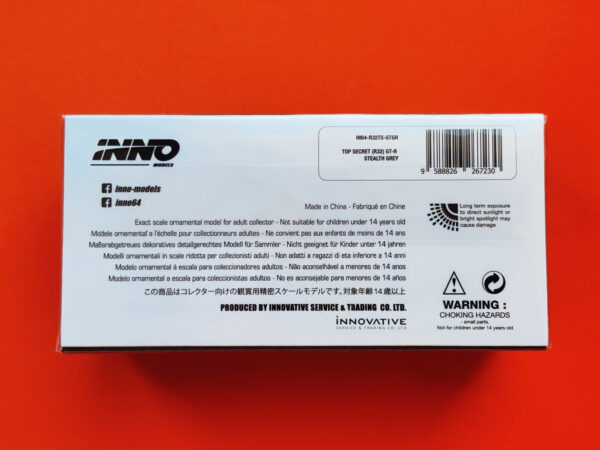 INNO
MODELS
inno-models
inno64
IN64-R32TS-STGR
TOP SECRET (R32) GT-R
STEALTH GREY
9 588826 267230
Made in China - Fabriqué en Chine
Exact scale ornamental model for adult collector - Not suitable for children under 14 years old
Modele ornamental a l'échelle pour collectionneurs adultes - Ne convient pas aux enfants de moins de 14 ans
Maßsrabgetreues dekoratives detailgerechtes Modell für Sammler - Nicht geeignet für Kinder unter 14 jahren
Modelli ornamentali in scale ridotta per collezionisti adulti - Non adatti a ragazzi di eta inferiore a 14 anni
Modelo ornamental á escala para coleccionadores adultos - Não aconselhável a menores de 14 anos
Modelo ornamental a escala para colecionistas adultos - No es aconsejable para menores de 14 años
この商品はコレクター向けの観賞用精密スケールモデルです。対象年齢14歳以上
PRODUCED BY INNOVATIVE SERVICE & TRADING CO. LTD.
iNNOVATIVE
SERVICE & TRADING CO. LTD
Long term exposure
to direct sunlight or
bright spotlight may
cause damage
WARNING :
CHOKING HAZARDS
- small parts.
Not for children under 14 years old